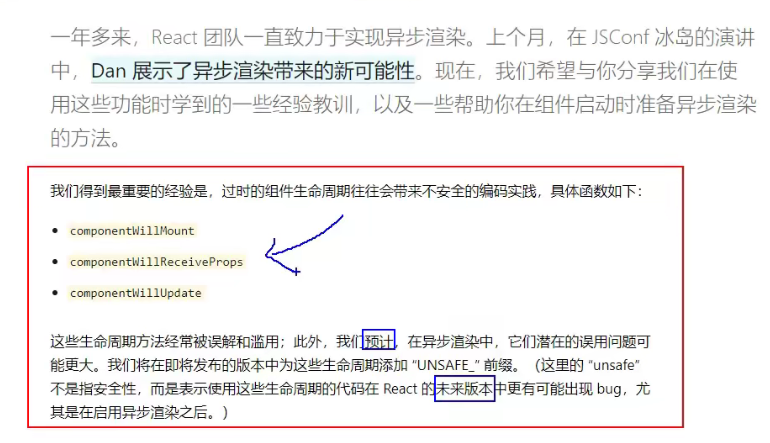 一年多来，React 团队一直致力于实现异步渲染。上个月，在 JSConf 冰岛的演讲
中，Dan 展示了异步渲染带来的新可能性。现在，我们希望与你分享我们在使
用这些功能时学到的一些经验教训，以及一些帮助你在组件启动时准备异步渲染
的方法。
我们得到最重要的经验是，过时的组件生命周期往往会带来不安全的编码实践，具体函数如下：
• componentWillMount
• componentWillReceiveProps
• componentWillUpdate
这些生命周期方法经常被误解和滥用；此外，我们预计，在异步渲染中，它们潜在的误用问题可
能更大。我们将在即将发布的版本中为这些生命周期添加 “UNSAFE_” 前缀。（这里的 “unsafe”
不是指安全性，而是表示使用这些生命周期的代码在 React 的未来版本中更有可能出现 bug，尤
其是在启用异步渲染之后。）